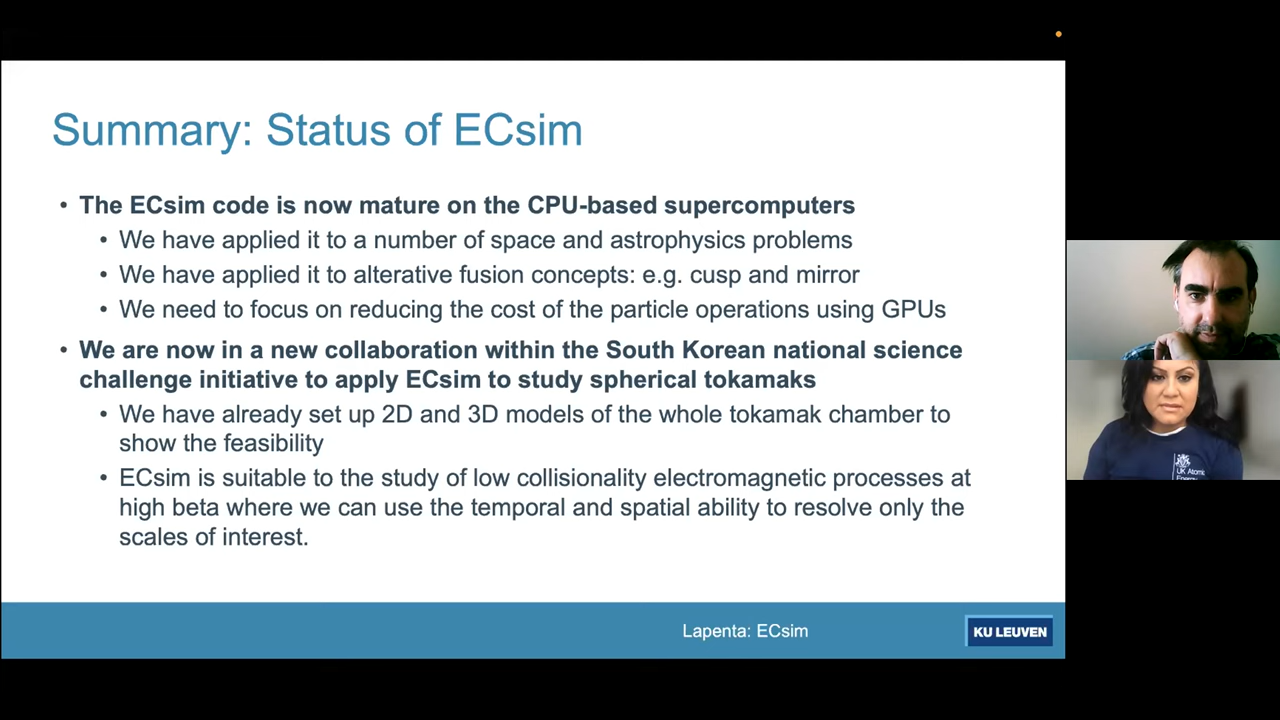 Summary: Status of ECsim
• The ECsim code is now mature on the CPU-based supercomputers
• We have applied it to a number of space and astrophysics problems
• We have applied it to alterative fusion concepts: e.g. cusp and mirror
• We need to focus on reducing the cost of the particle operations using GPUs
• We are now in a new collaboration within the South Korean national science
challenge initiative to apply ECsim to study spherical tokamaks
• We have already set up 2D and 3D models of the whole tokamak chamber to
show the feasibility
• ECsim is suitable to the study of low collisionality electromagnetic processes at
high beta where we can use the temporal and spatial ability to resolve only the
scales of interest.
Lapenta: ECsim
KU LEUVEN
UK Atomic
Energy